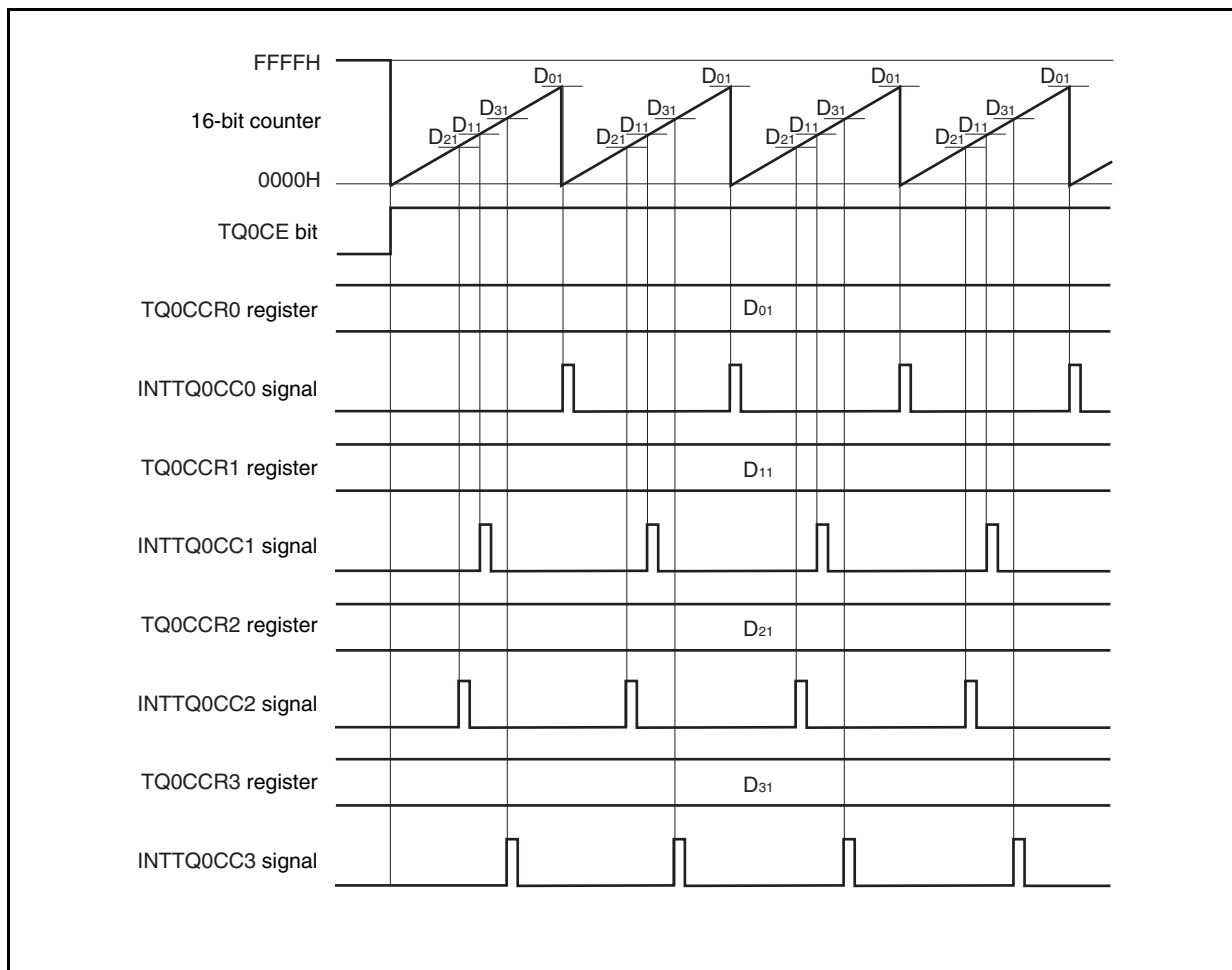 FFFFH
D01 D01 D01 D01
16-bit counter
D31 D31 D31 D31
D11 D11 D11 D11
D21 D21 D21 D21
0000H
TQ0CE bit
TQ0CCR0 register D01
INTTQ0CC0 signal
TQ0CCR1 register D11
INTTQ0CC1 signal
TQ0CCR2 register D21
INTTQ0CC2 signal
TQ0CCR3 register D31
INTTQ0CC3 signal